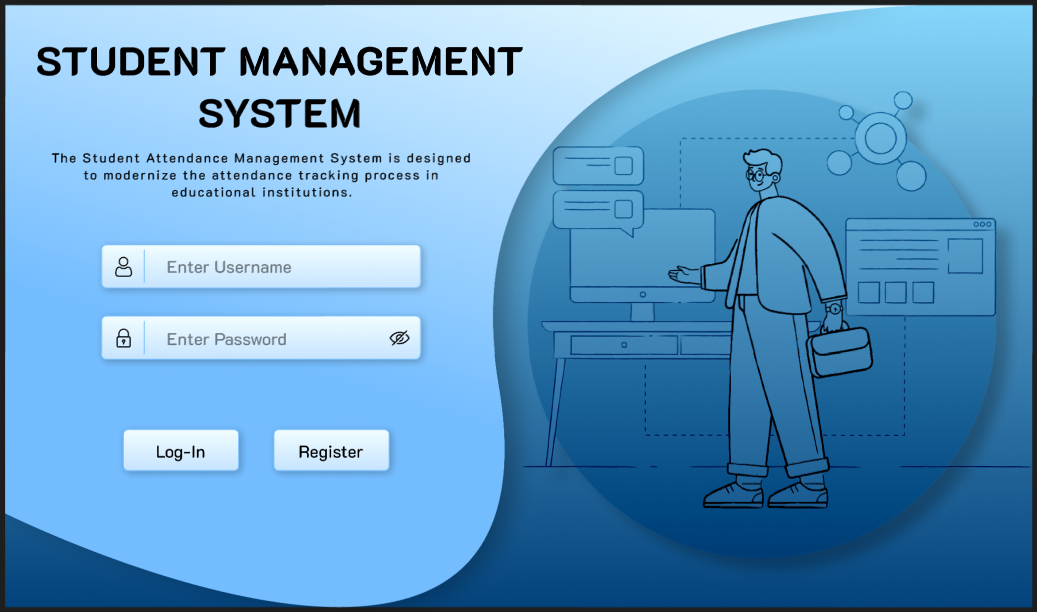 STUDENT MANAGEMENT
SYSTEM
The Student Attendance Management System is designed
to modernize the attendance tracking process in
educational institutions.
Enter Username
Enter Password
Log-In
Register